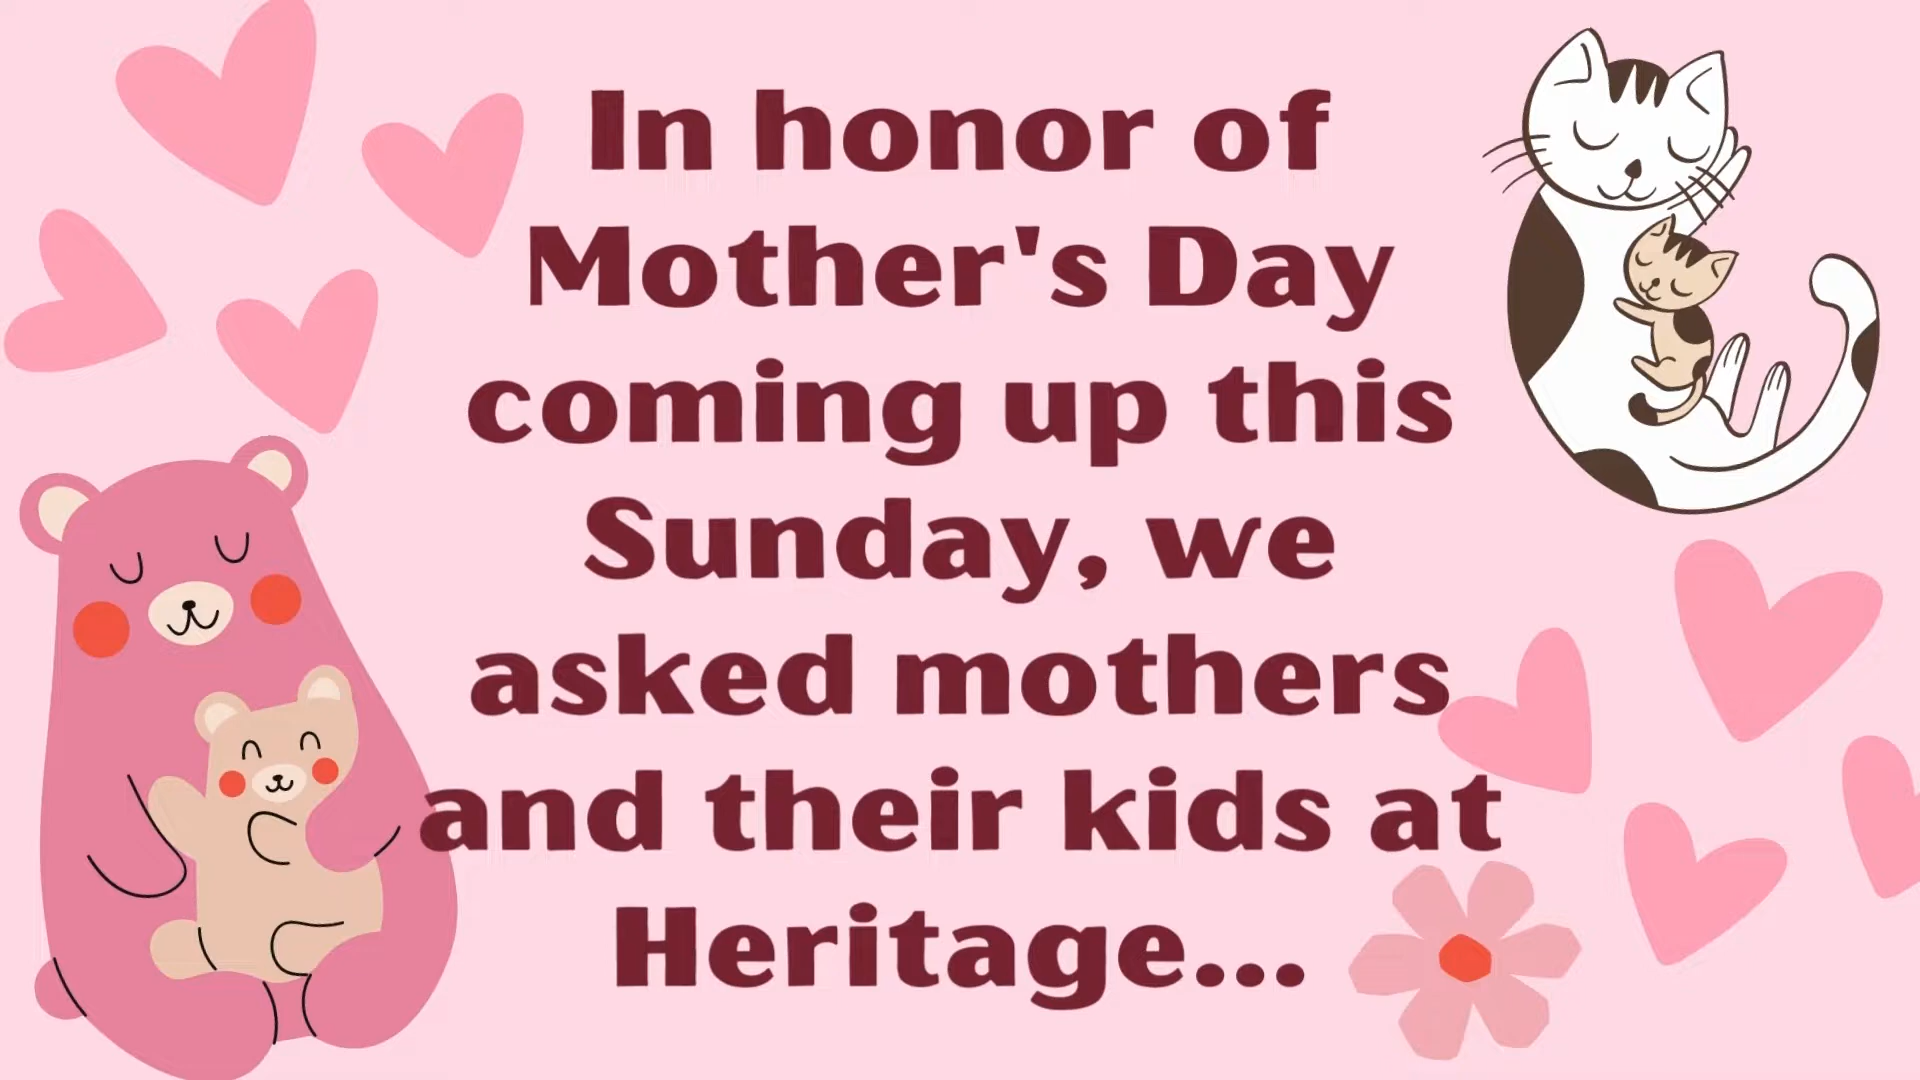 In honor of
Mother's Day
coming up this
Sunday, we
asked mothers
and their kids at
Heritage...